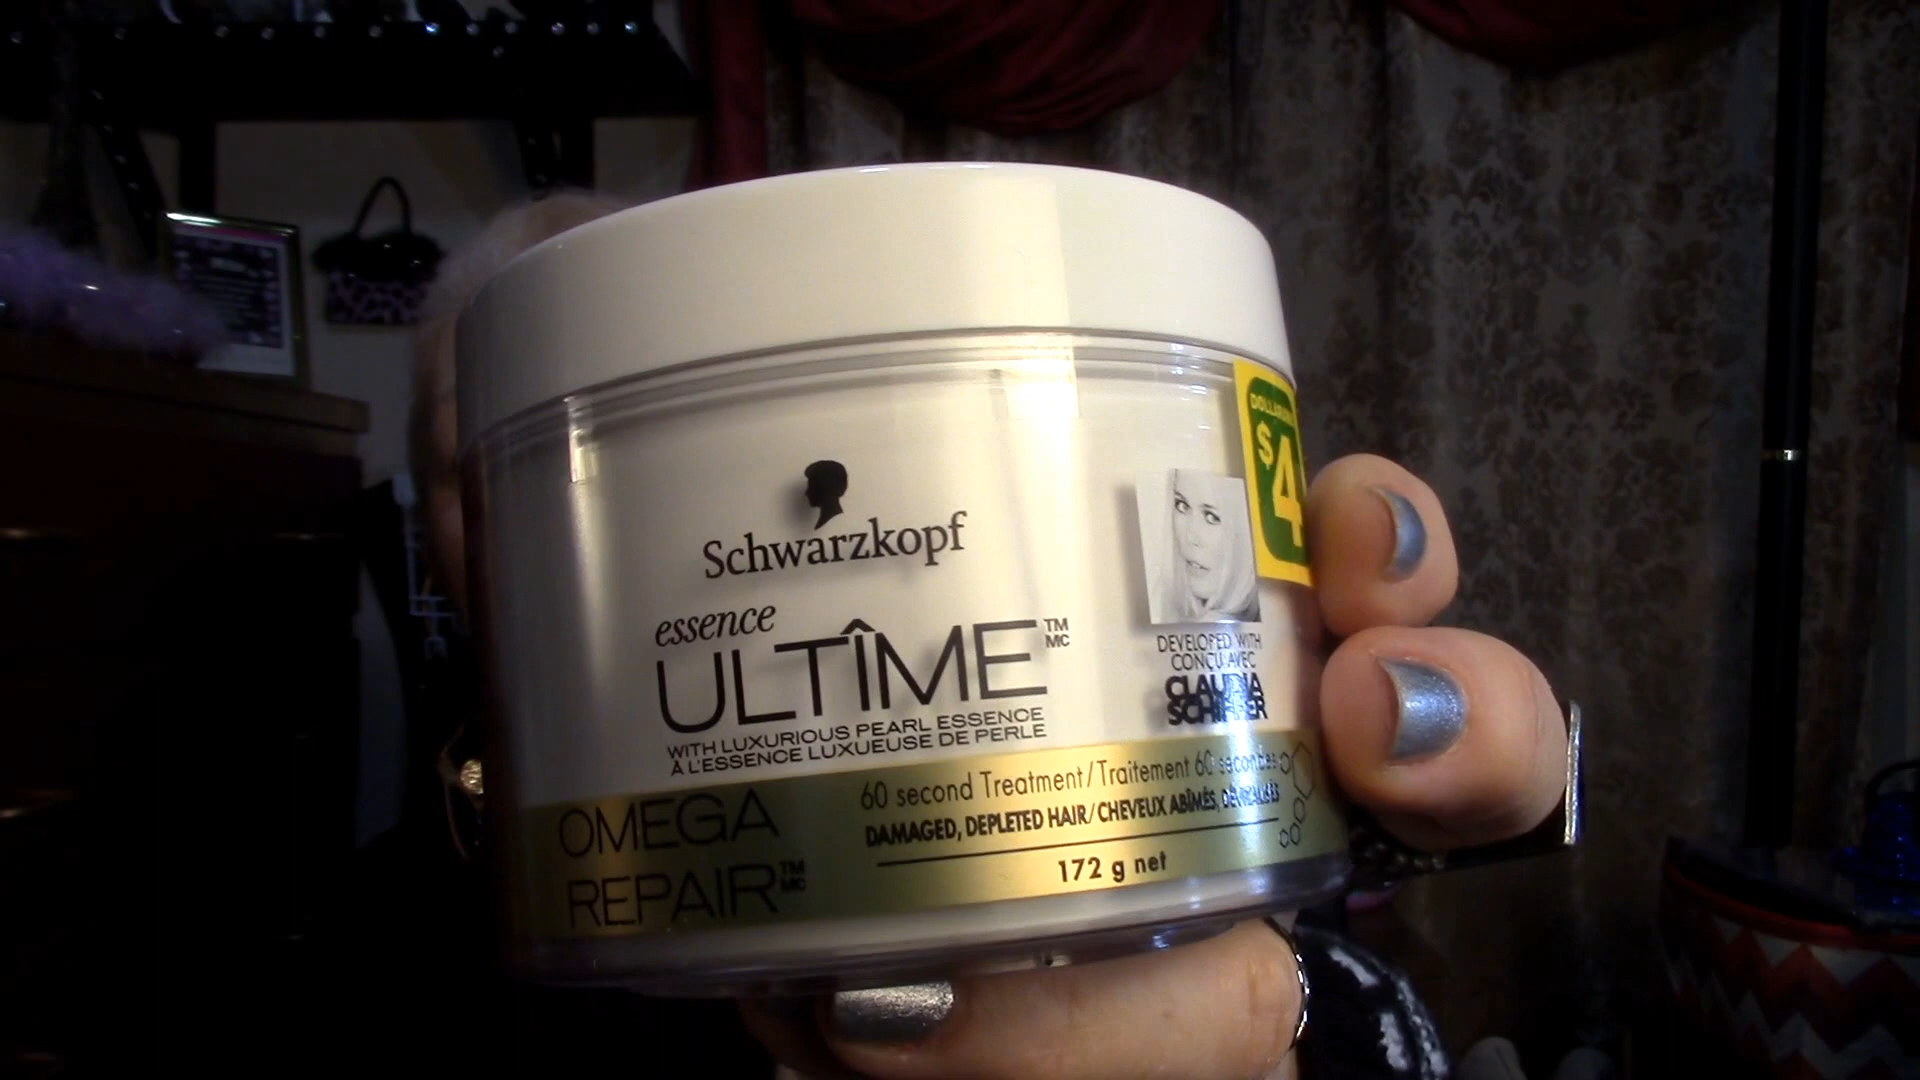 Schwarzkopf
essence
ULTÎME TM MC
WITH LUXURIOUS PEARL ESSENCE
À L'ESSENCE LUXUEUSE DE PERLE
$4
DEVELOPED WITH
CONÇU AVEC
CLAUDIA
SCHIFFER
OMEGA
REPAIR TM MC
60 second Treatment/Traitement 60 secondes
DAMAGED, DEPLETED HAIR/CHEVEUX ABÎMÉS, DÉVITALISÉS
172 g net